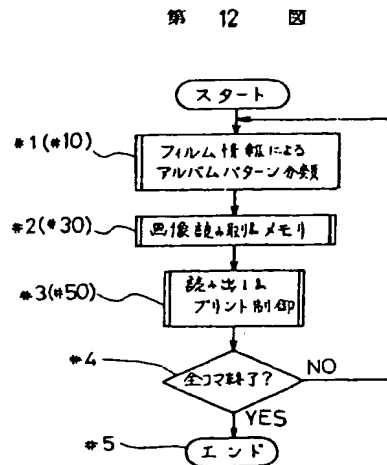 第 12 図
スタート
#1(#10)
フィルム情報による
アルバムパターン分類
#2(#30)
画像読み取り&メモリ
#3(#50)
読み出し&
プリント制御
#4
全コマ終了?
NO
YES
#5
エンド